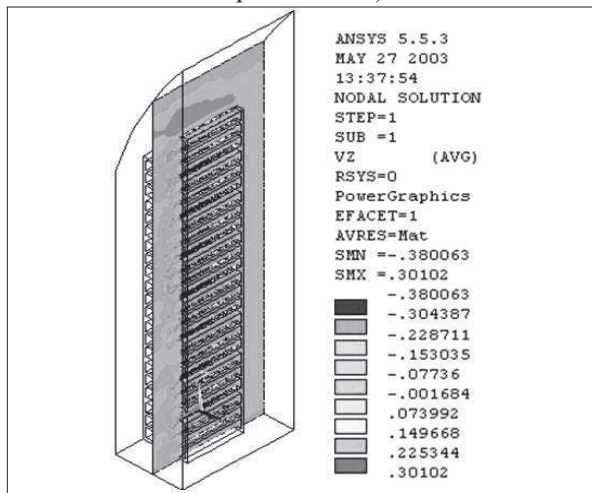 ANSYS 5.5.3
MAY 27 2003
13:37:54
NODAL SOLUTION
STEP=1
SUB =1
VZ (AVG)
RSYS=0
PowerGraphics
EFACET=1
AVRES=Mat
SMN =-.380063
SMX =.30102
-.380063
-.304387
-.228711
-.153035
-.07736
-.001684
.073992
.149668
.225344
.30102